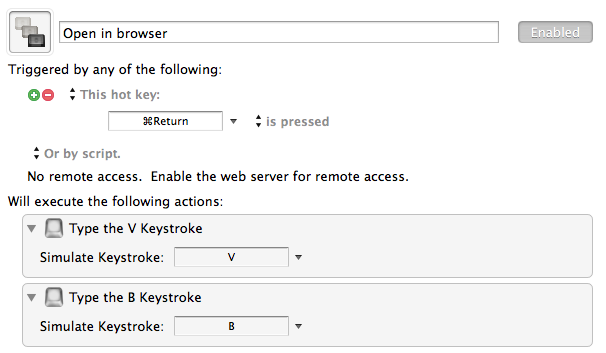 Open in browser
Enabled
Triggered by any of the following:
This hot key:
⌘Return
is pressed
Or by script.
No remote access.  Enable the web server for remote access.
Will execute the following actions:
Type the V Keystroke
Simulate Keystroke: V
Type the B Keystroke
Simulate Keystroke: B